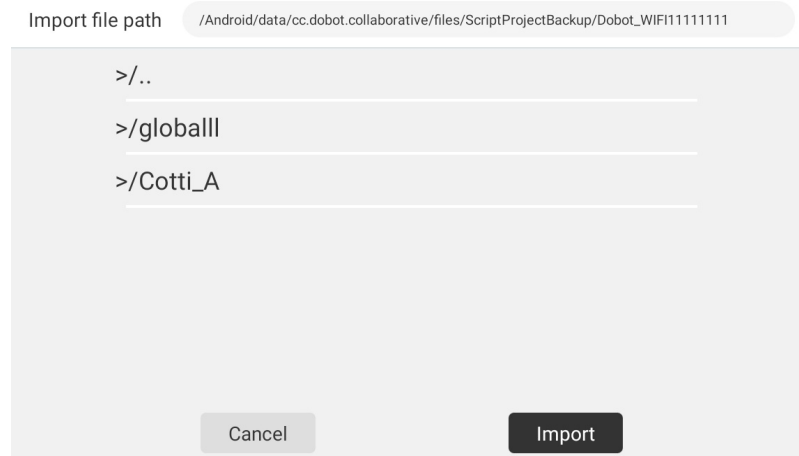 Import file path /Android/data/cc.dobot.collaborative/files/ScriptProjectBackup/Dobot_WIFI11111111
>/..
>/globalll
>/Cotti_A
Cancel Import